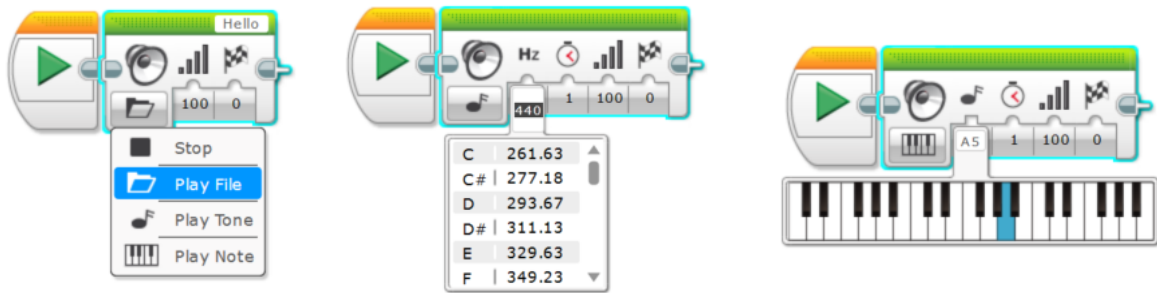 Hello
100 0
Stop
Play File
Play Tone
Play Note
Hz
440 1 100 0
C 261.63
C# 277.18
D 293.67
D# 311.13
E 329.63
F 349.23
A5 1 100 0